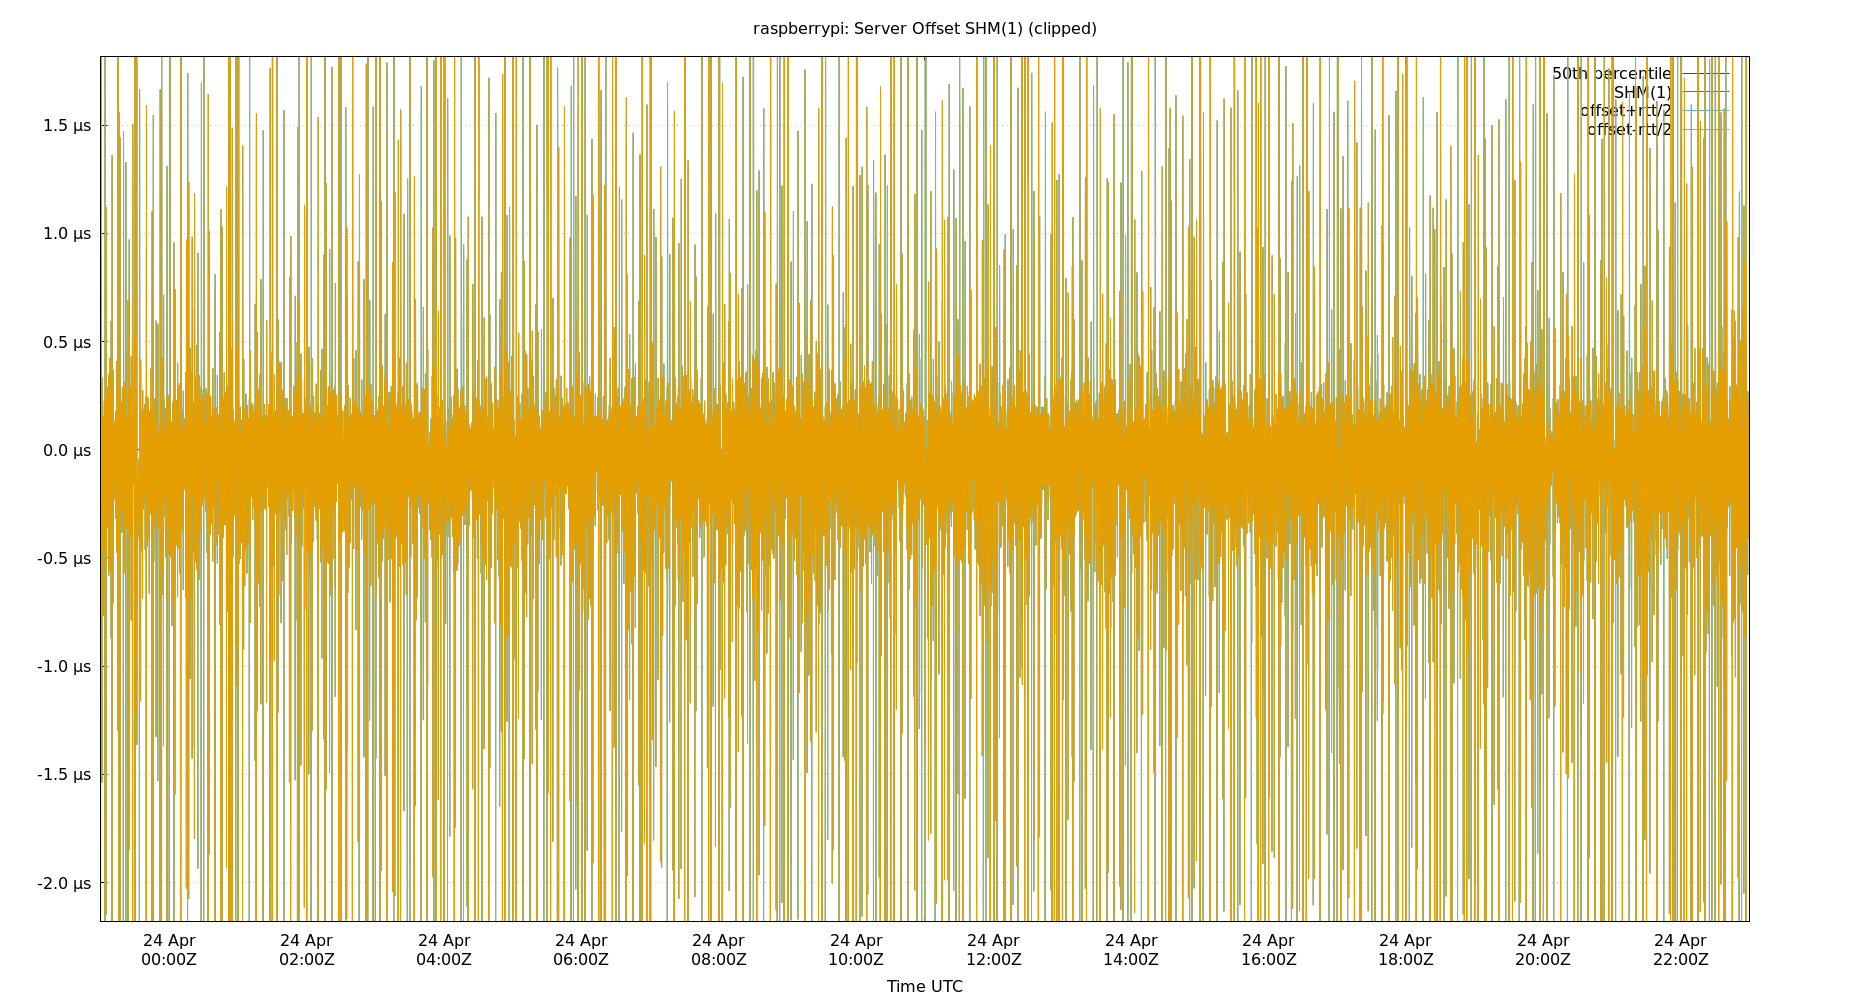 raspberrypi: Server Offset SHM(1) (clipped)
50th percentile
SHM(1)
offset+rtt/2
offset-rtt/2
1.5 µs
1.0 µs
0.5 µs
0.0 µs
-0.5 µs
-1.0 µs
-1.5 µs
-2.0 µs
24 Apr 24 Apr 24 Apr 24 Apr 24 Apr 24 Apr 24 Apr 24 Apr 24 Apr 24 Apr 24 Apr 24 Apr
00:00Z 02:00Z 04:00Z 06:00Z 08:00Z 10:00Z 12:00Z 14:00Z 16:00Z 18:00Z 20:00Z 22:00Z
Time UTC